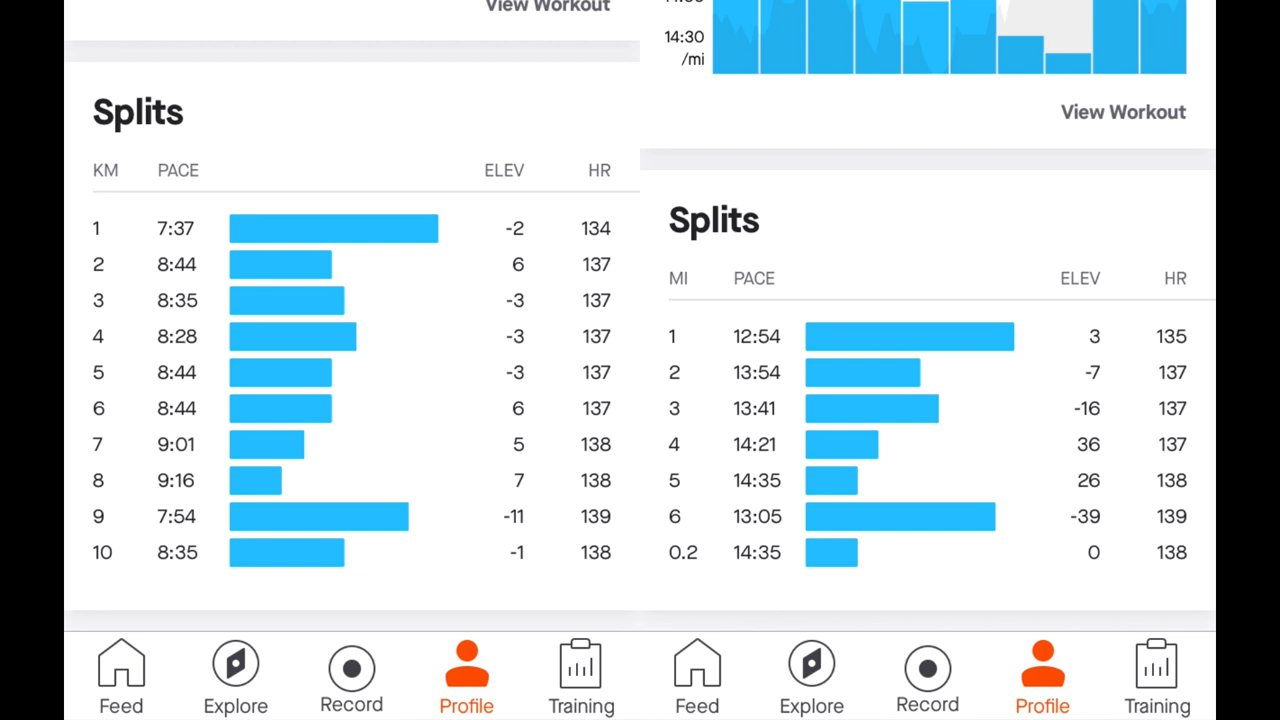 View Workout
Splits
KM PACE ELEV HR
1 7:37 -2 134
2 8:44 6 137
3 8:35 -3 137
4 8:28 -3 137
5 8:44 -3 137
6 8:44 6 137
7 9:01 5 138
8 9:16 7 138
9 7:54 -11 139
10 8:35 -1 138
Feed Explore Record Profile Training
14:30
/mi
View Workout
Splits
MI PACE ELEV HR
1 12:54 3 135
2 13:54 -7 137
3 13:41 -16 137
4 14:21 36 137
5 14:35 26 138
6 13:05 -39 139
0.2 14:35 0 138
Feed Explore Record Profile Training